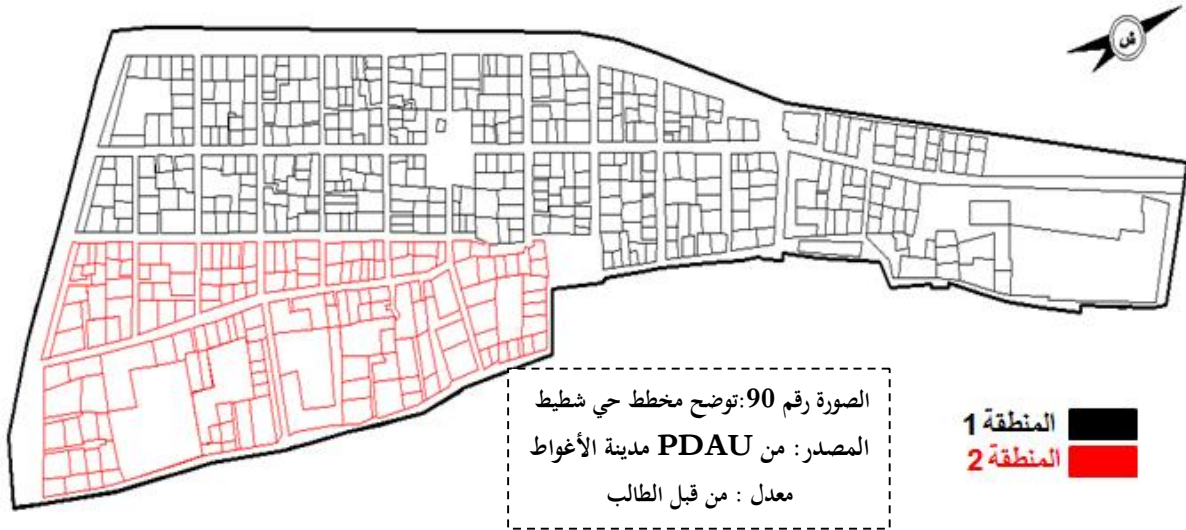 ش
الصورة رقم 90:توضح مخطط حي شطيط
المصدر: من PDAU مدينة الأغواط
معدل : من قبل الطالب
المنطقة 1
المنطقة 2